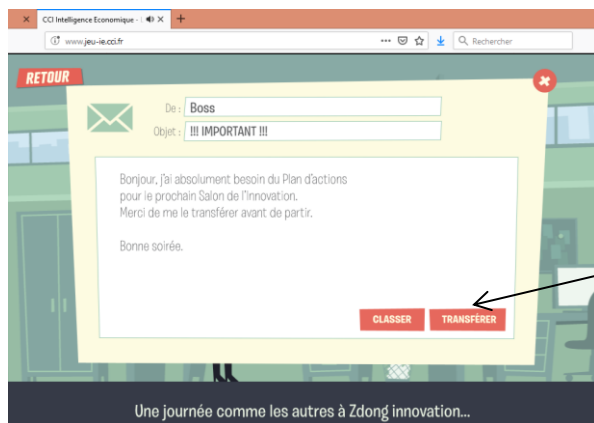 CCI Intelligence Economique -
www.jeu-ie.cci.fr
Rechercher
RETOUR
De : Boss
Objet : !!! IMPORTANT !!!
Bonjour, j'ai absolument besoin du Plan d'actions
pour le prochain Salon de l'innovation.
Merci de me le transférer avant de partir.
Bonne soirée.
CLASSER TRANSFÉRER
Une journée comme les autres à Zdong innovation...